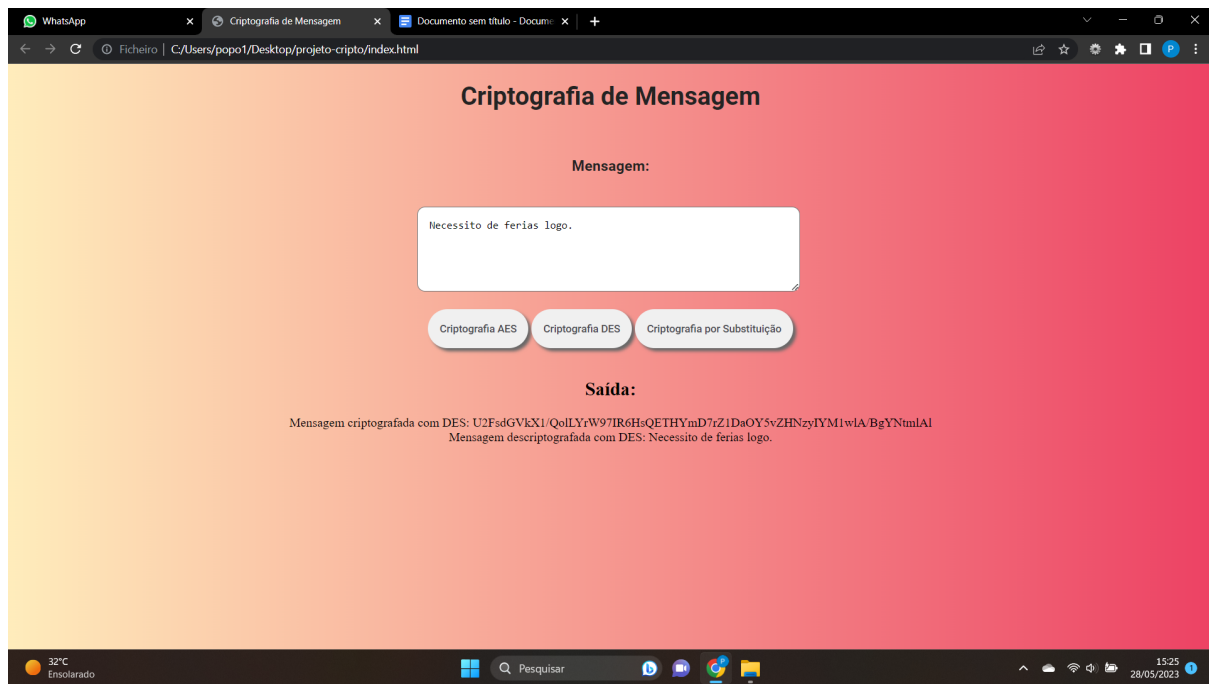 WhatsApp
Criptografia de Mensagem
Documento sem título - Docume
Ficheiro
C:/Users/popo1/Desktop/projeto-cripto/index.html
P
Criptografia de Mensagem
Mensagem:
Necessito de ferias logo.
Criptografia AES
Criptografia DES
Criptografia por Substituição
Saída:
Mensagem criptografada com DES: U2FsdGVkX1/QolLYrW97IR6HsQETHYmD7rZ1DaOY5vZHNzyIYM1wlA/BgYNtmlAl
Mensagem descriptografada com DES: Necessito de ferias logo.
32°C
Ensolarado
Pesquisar
15:25
28/05/2023
1